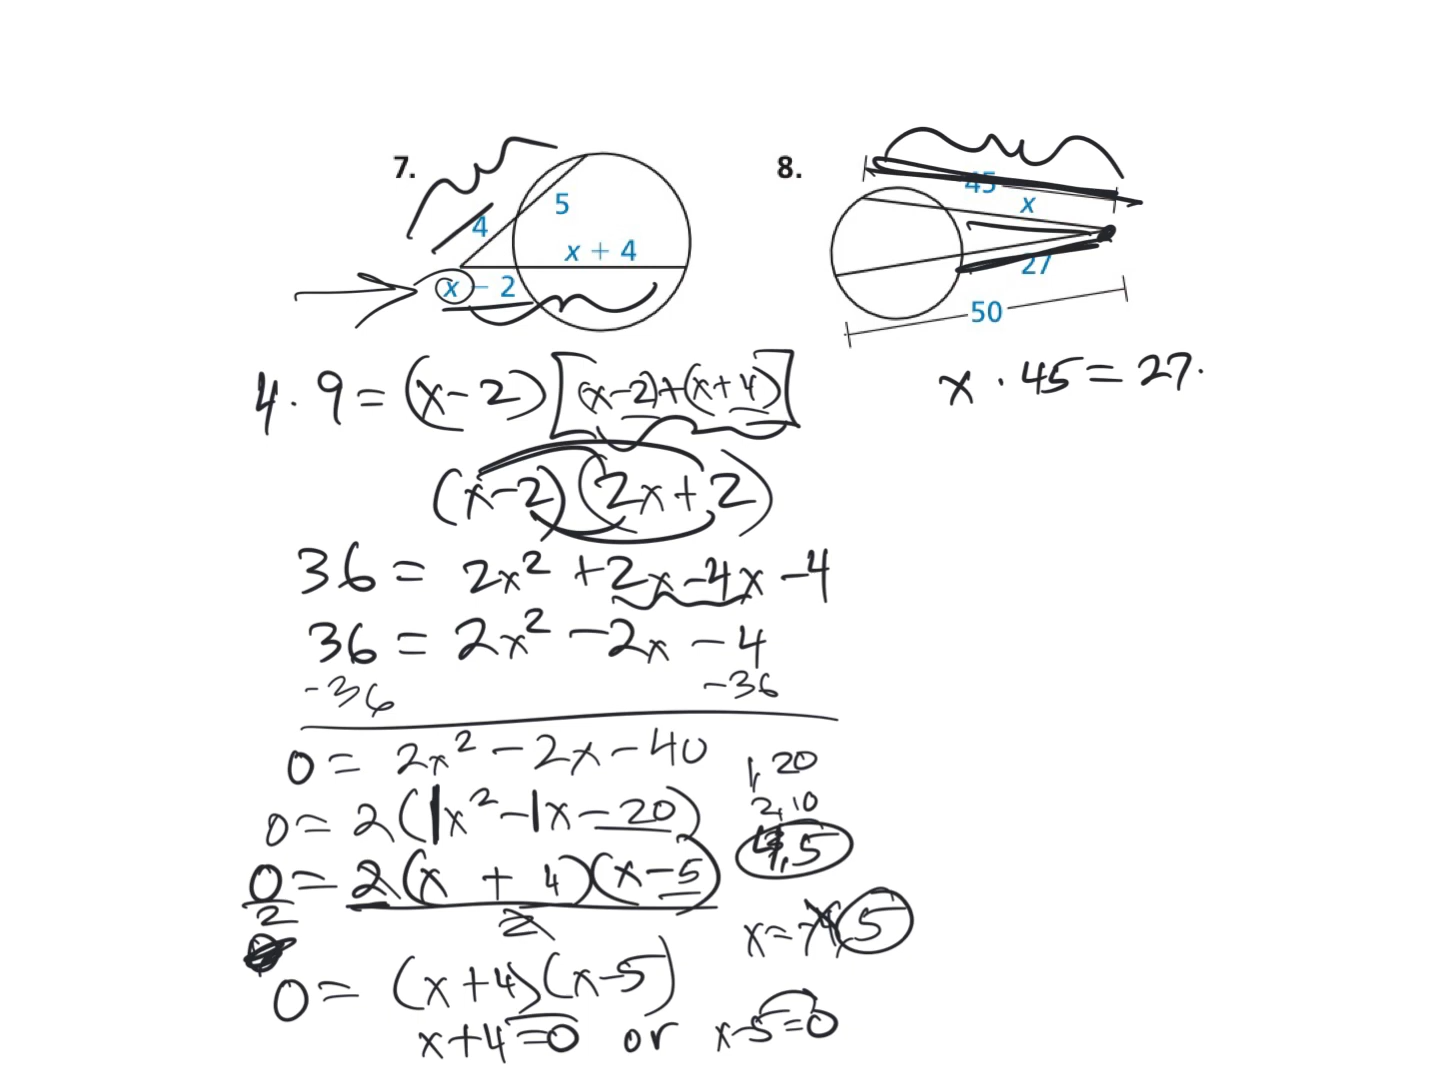 7.
4
5
x + 4
x - 2
8.
45
x
27
50
4 · 9 = (x-2) [(x-2)+(x+4)]
x · 45 = 27·
(x-2)(2x+2)
36 = 2x² +2x-4x -4
36 = 2x² -2x - 4
-36 -36
0 = 2x² - 2x - 40
1, 20
0 = 2(1x² -1x - 20)
2, 10
4,5
0 = 2(x + 4)(x-5)
2 2
x = -4, 5
0 = (x+4)(x-5)
x+4=0 or x-5=0